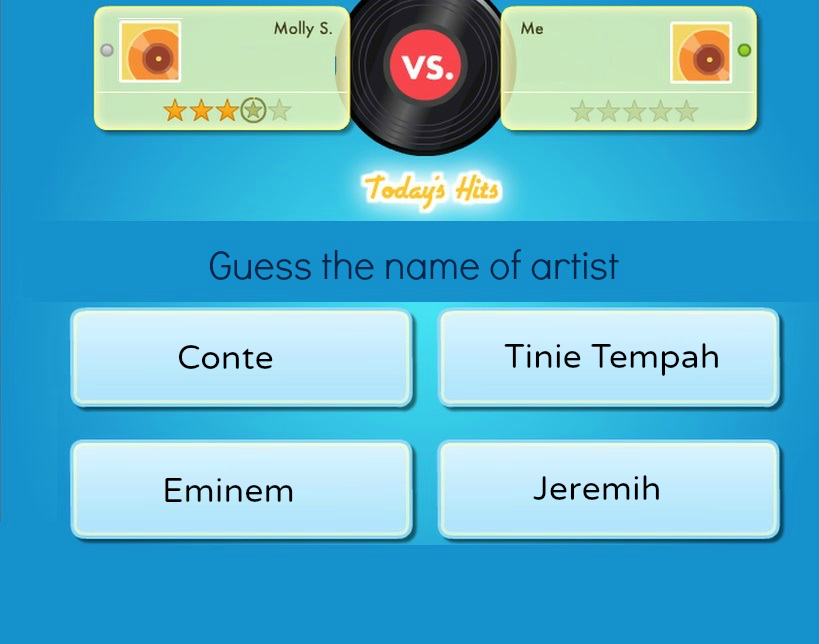 Molly S.
VS.
Me
Today's Hits
Guess the name of artist
Conte
Tinie Tempah
Eminem
Jeremih